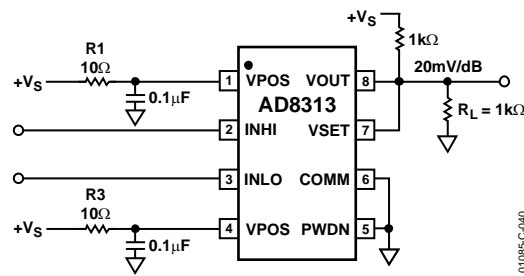 +VS
1kΩ
R1
10Ω
+VS
0.1μF
1 VPOS VOUT 8
20mV/dB
AD8313
RL = 1kΩ
2 INHI VSET 7
3 INLO COMM 6
R3
10Ω
+VS
4 VPOS PWDN 5
0.1μF
01085-C-040